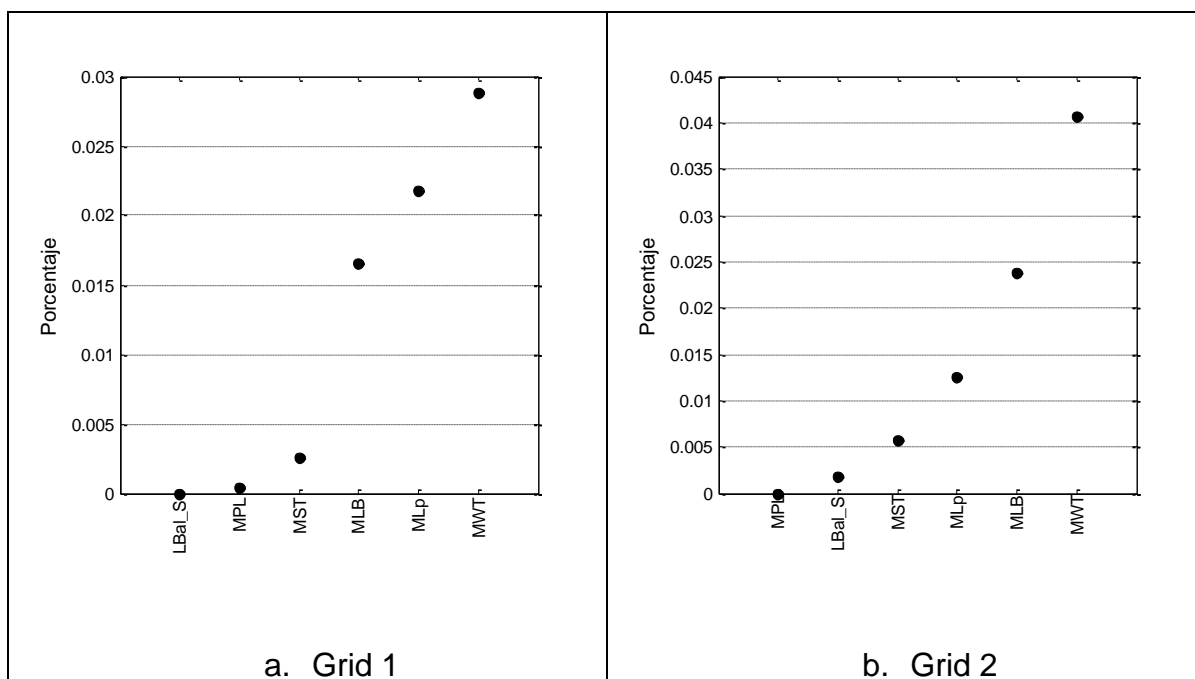 0.03
0.025
0.02
0.015
0.01
0.005
0
Porcentaje
LBal_S
MPL
MST
MLB
MLp
MWT
a. Grid 1
0.045
0.04
0.035
0.03
0.025
0.02
0.015
0.01
0.005
0
Porcentaje
MPL
LBal_S
MST
MLp
MLB
MWT
b. Grid 2